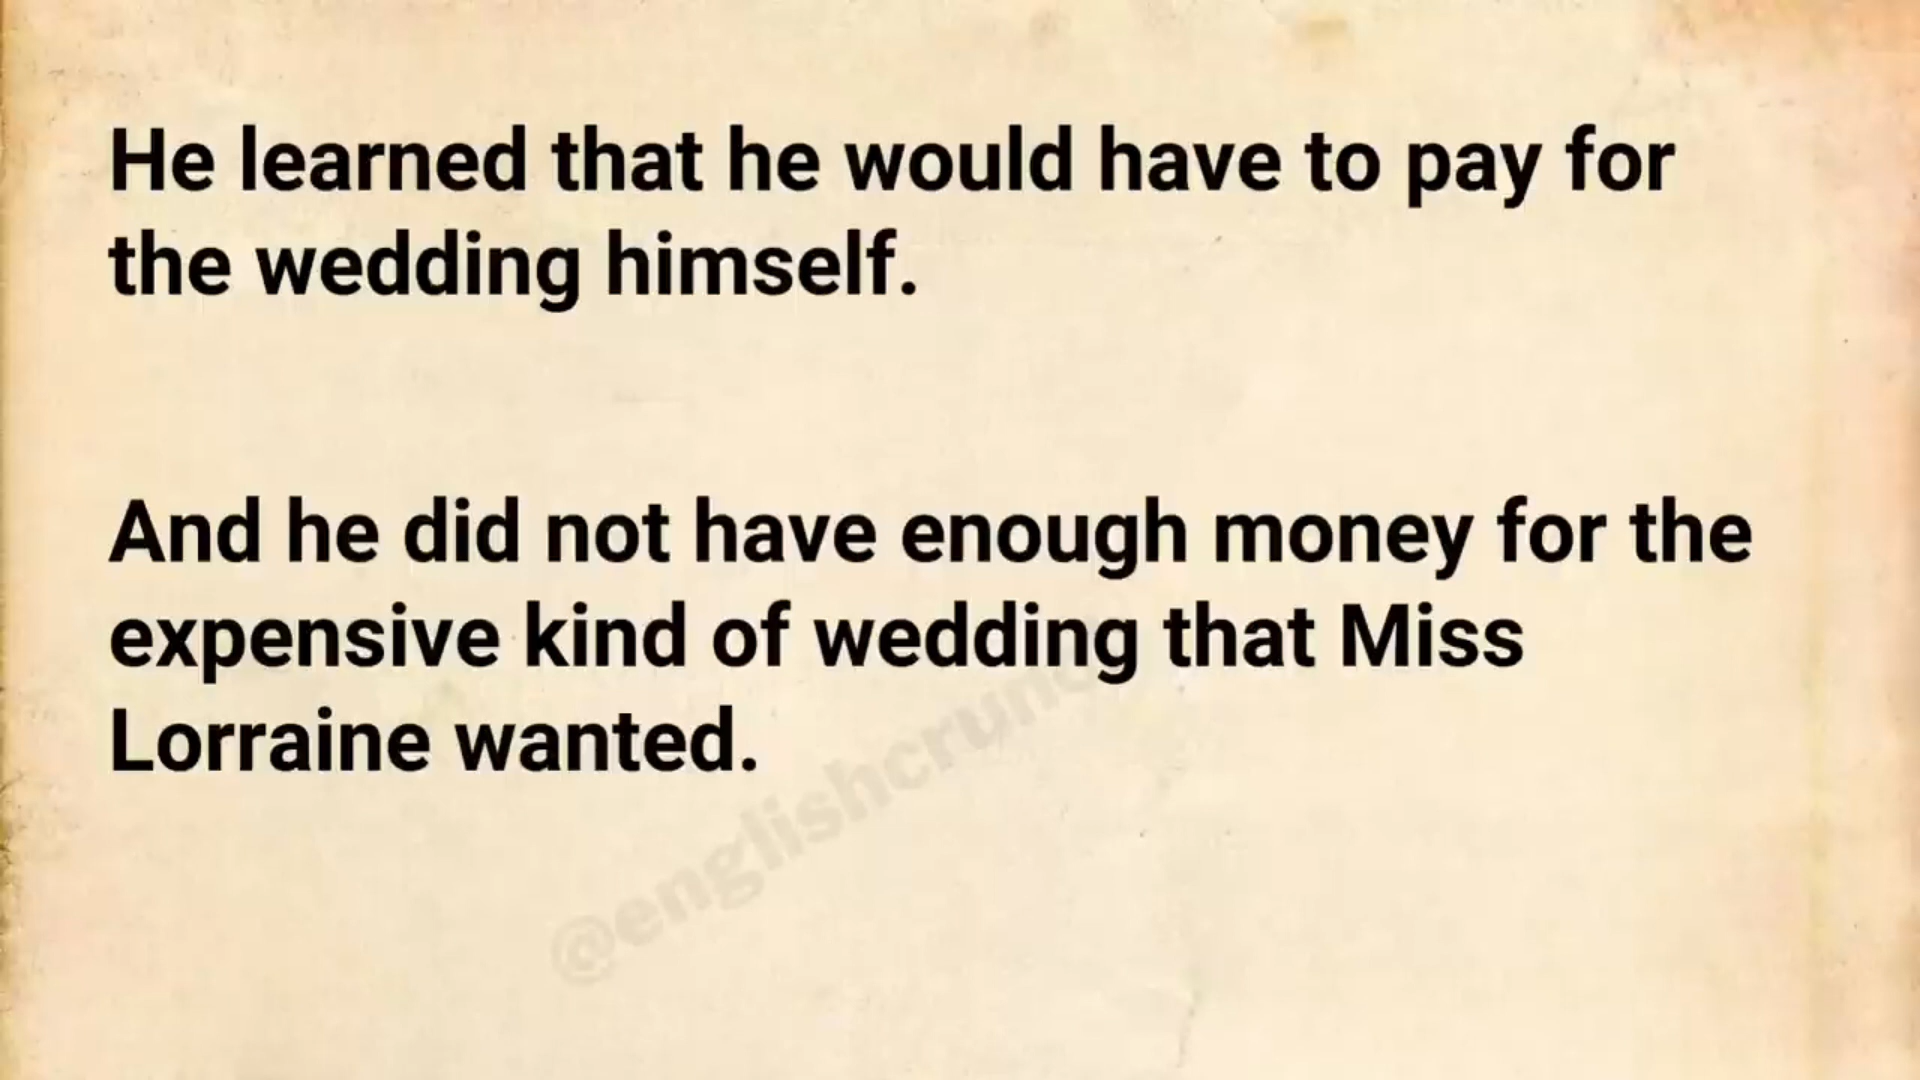 He learned that he would have to pay for
the wedding himself.
And he did not have enough money for the
expensive kind of wedding that Miss
Lorraine wanted.